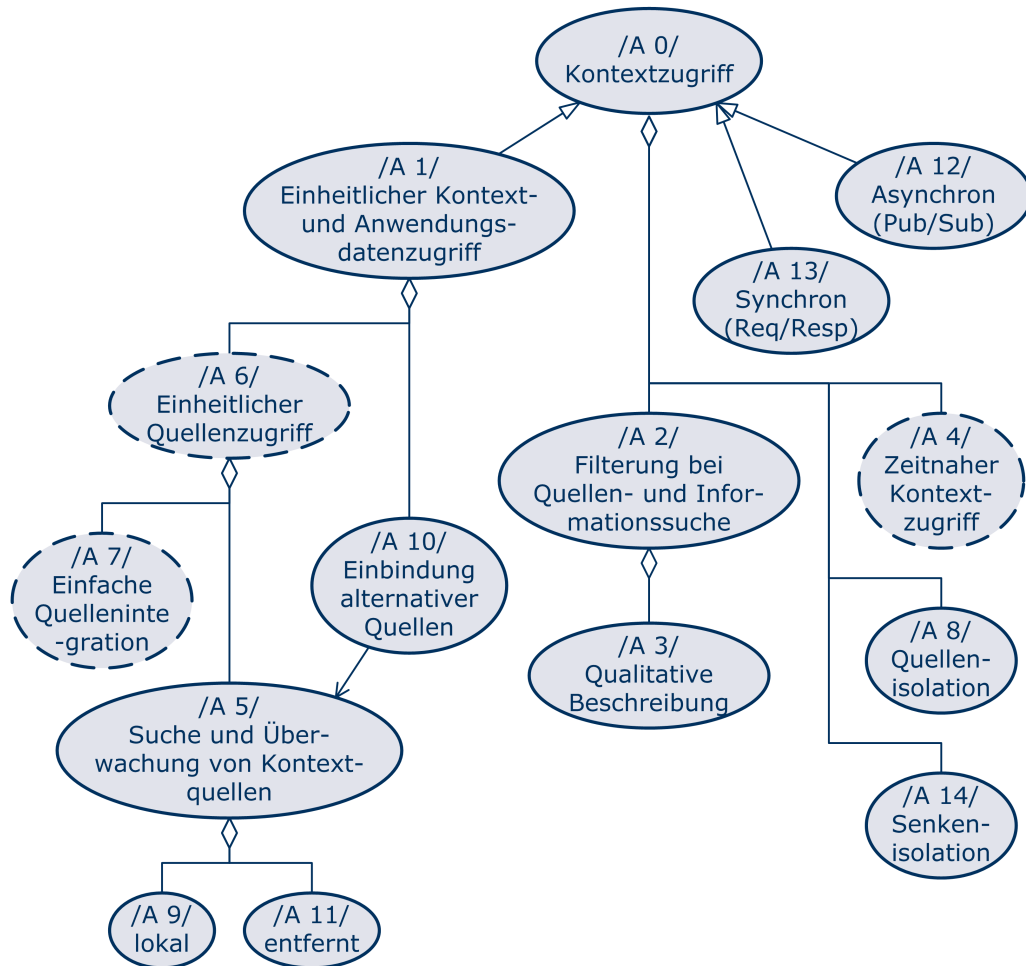 /A 0/
Kontextzugriff
/A 1/
Einheitlicher Kontext-
und Anwendungs-
datenzugriff
/A 12/
Asynchron
(Pub/Sub)
/A 13/
Synchron
(Req/Resp)
/A 6/
Einheitlicher
Quellenzugriff
/A 2/
Filterung bei
Quellen- und Infor-
mationssuche
/A 4/
Zeitnaher
Kontext-
zugriff
/A 7/
Einfache
Quelleninte
-gration
/A 10/
Einbindung
alternativer
Quellen
/A 3/
Qualitative
Beschreibung
/A 8/
Quellen-
isolation
/A 5/
Suche und Über-
wachung von Kontext-
quellen
/A 14/
Senken-
isolation
/A 9/
lokal
/A 11/
entfernt